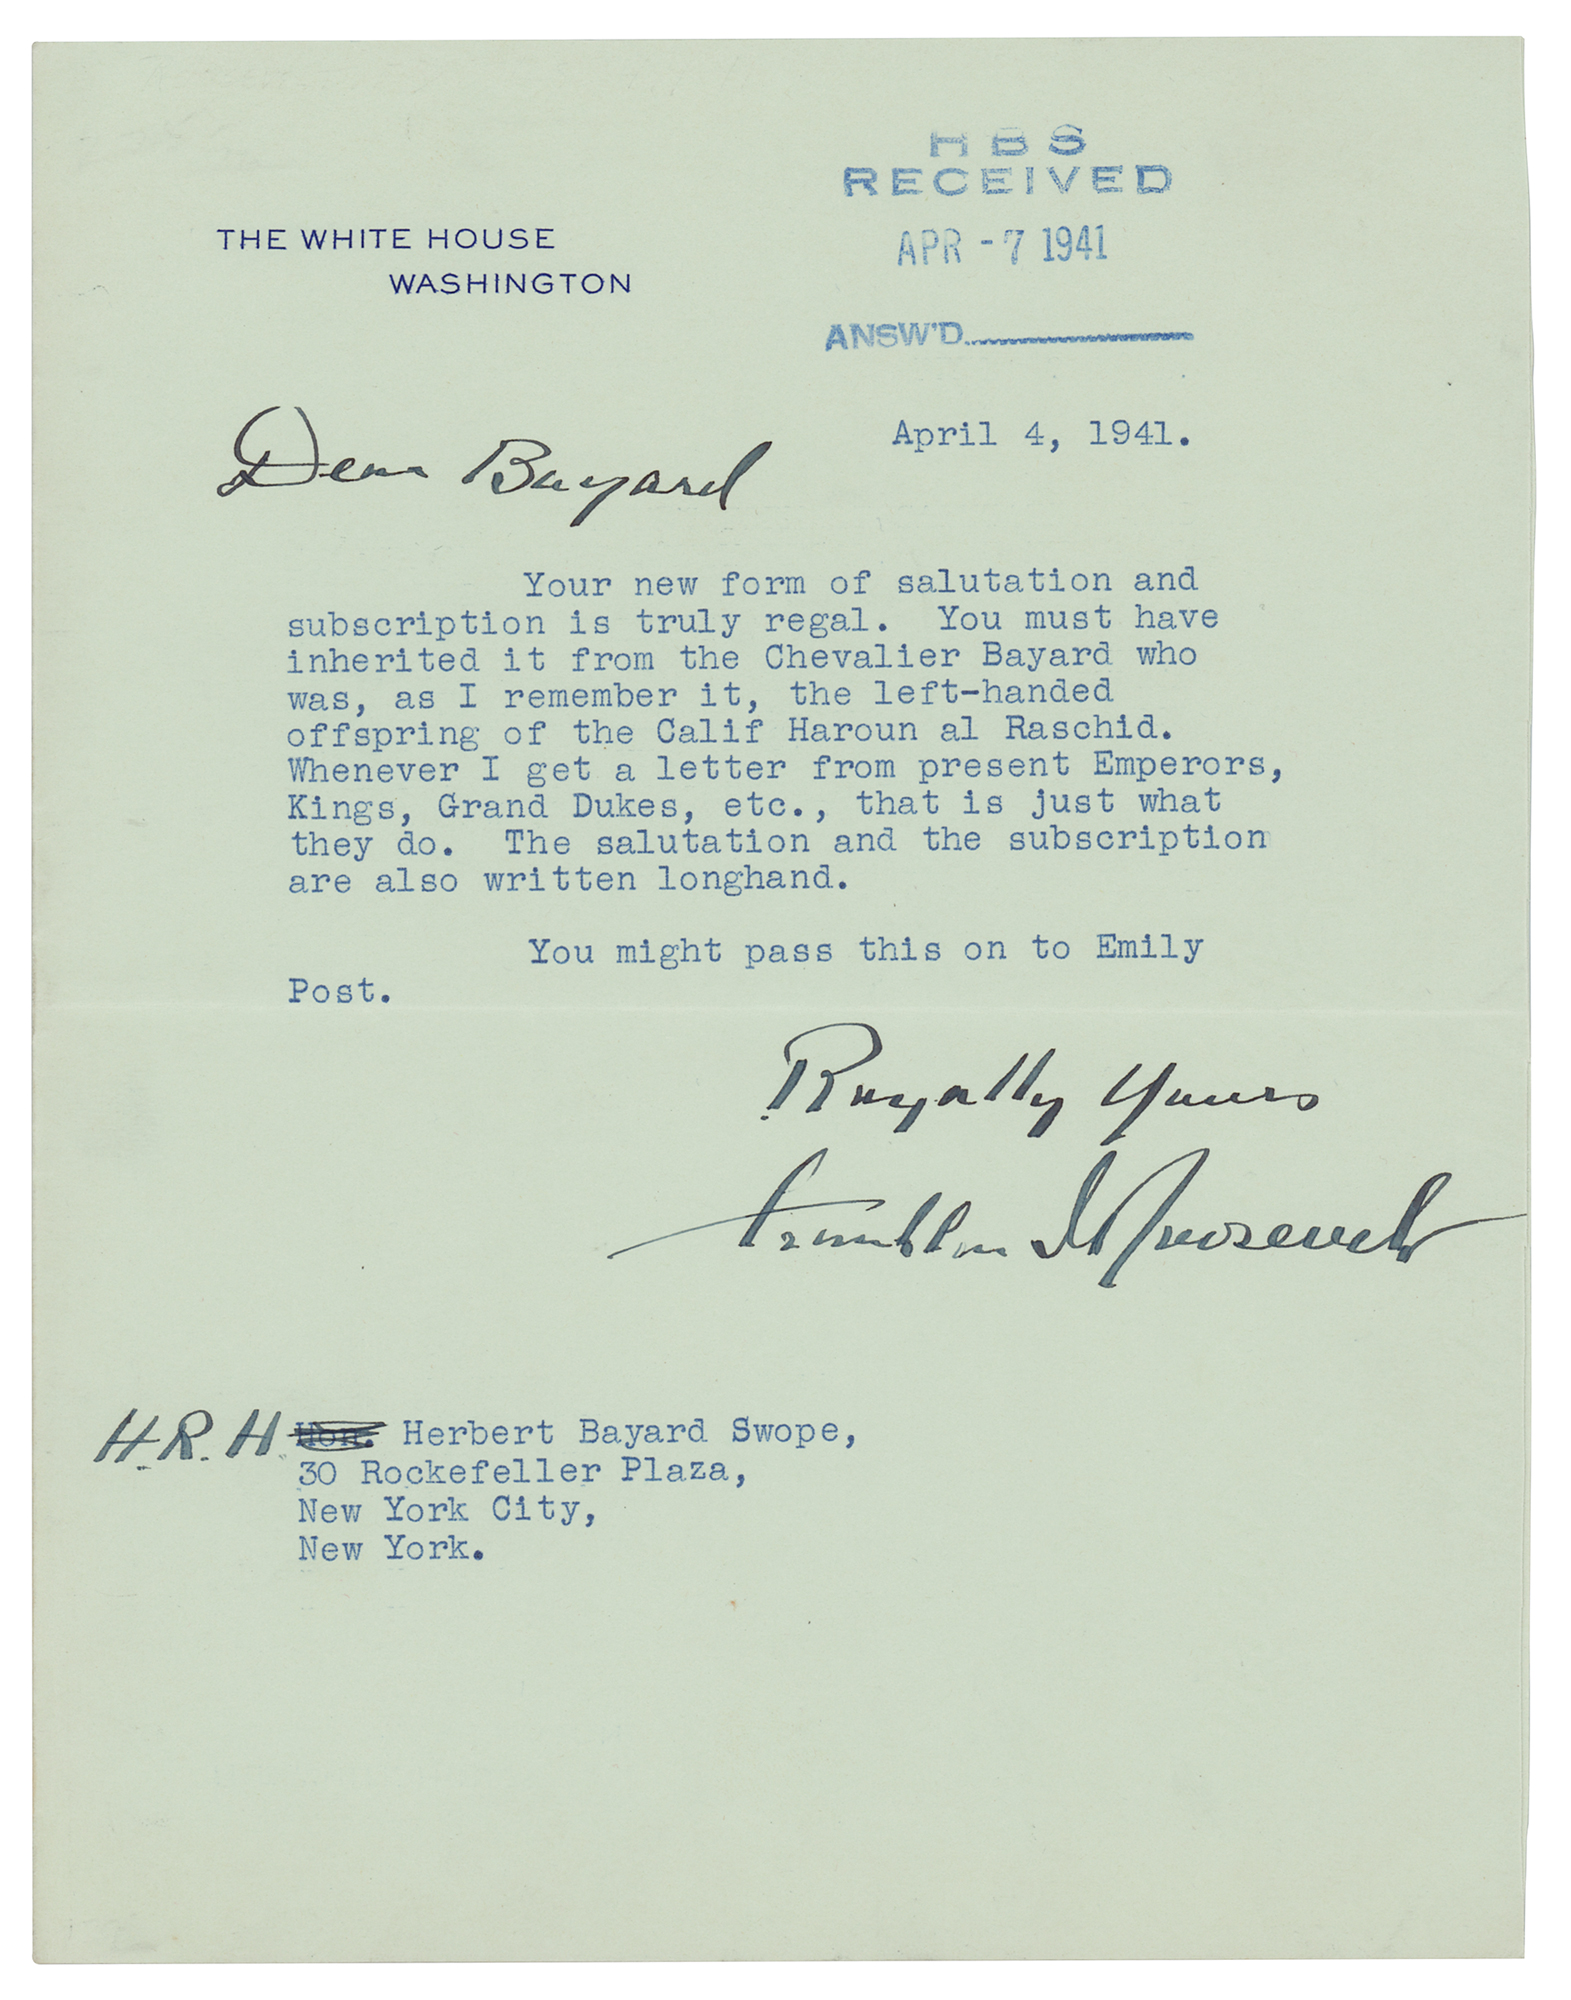 H B S
RECEIVED
APR - 7 1941
ANSW'D.
THE WHITE HOUSE
WASHINGTON
April 4, 1941.
Dear Bayard
Your new form of salutation and
subscription is truly regal. You must have
inherited it from the Chevalier Bayard who
was, as I remember it, the left-handed
offspring of the Calif Haroun al Raschid.
Whenever I get a letter from present Emperors,
Kings, Grand Dukes, etc., that is just what
they do. The salutation and the subscription
are also written longhand.
You might pass this on to Emily
Post.
Royally Yours
Franklin D Roosevelt
H.R.H. Hon. Herbert Bayard Swope,
30 Rockefeller Plaza,
New York City,
New York.